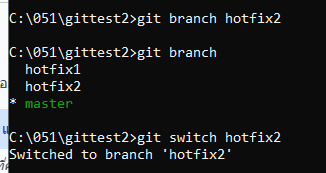 C:\051\gittest2>git branch hotfix2
C:\051\gittest2>git branch
hotfix1
hotfix2
* master
C:\051\gittest2>git switch hotfix2
Switched to branch 'hotfix2'